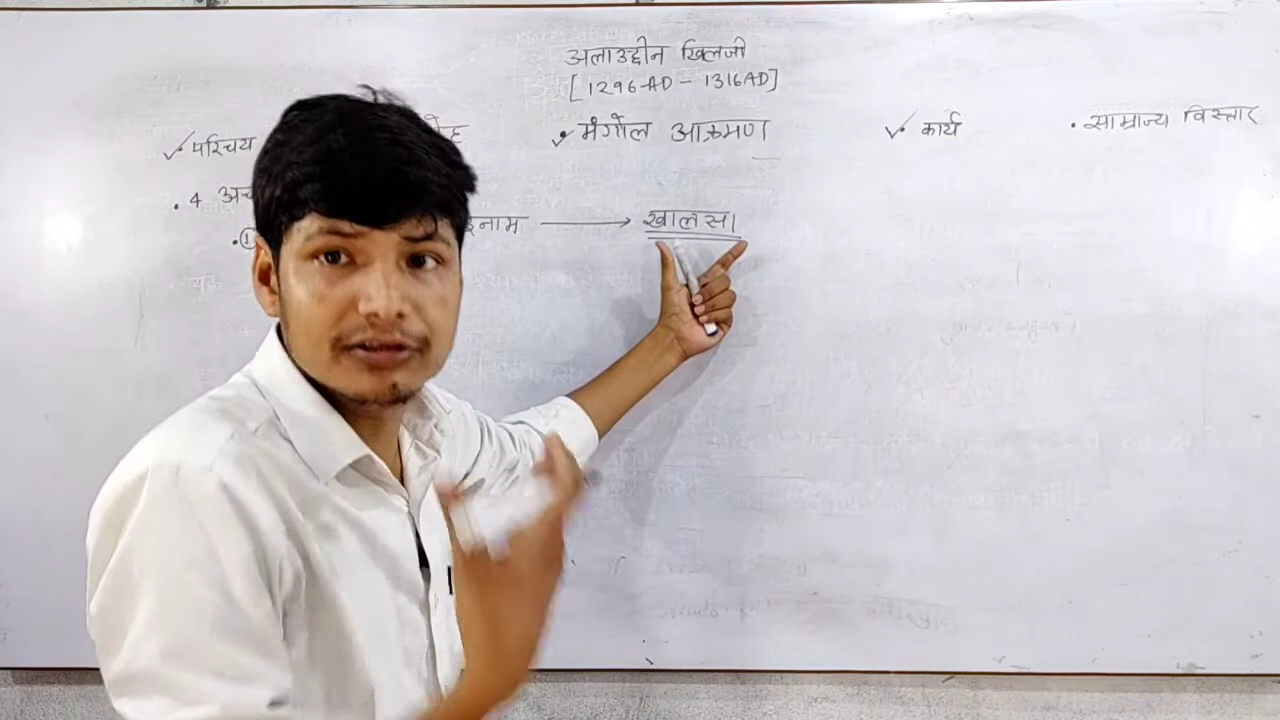 अलाउद्दीन खिलजी
[1296AD - 1316AD]
परिचय
मंगोल आक्रमण
कार्य
साम्राज्य विस्तार
4
नाम → खालसा